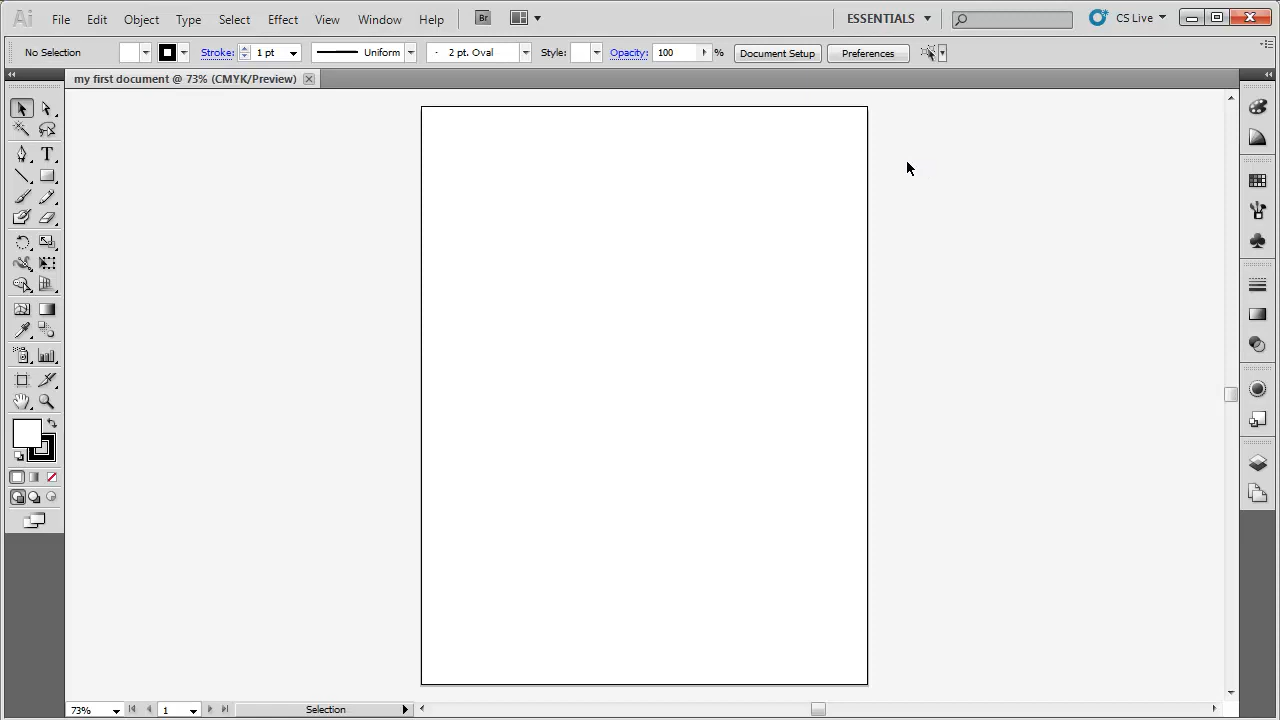 Ai File Edit Object Type Select Effect View Window Help Br ESSENTIALS CS Live
No Selection Stroke: 1 pt Uniform 2 pt. Oval Style: Opacity: 100 % Document Setup Preferences
my first document @ 73% (CMYK/Preview)
T
73% 1 Selection